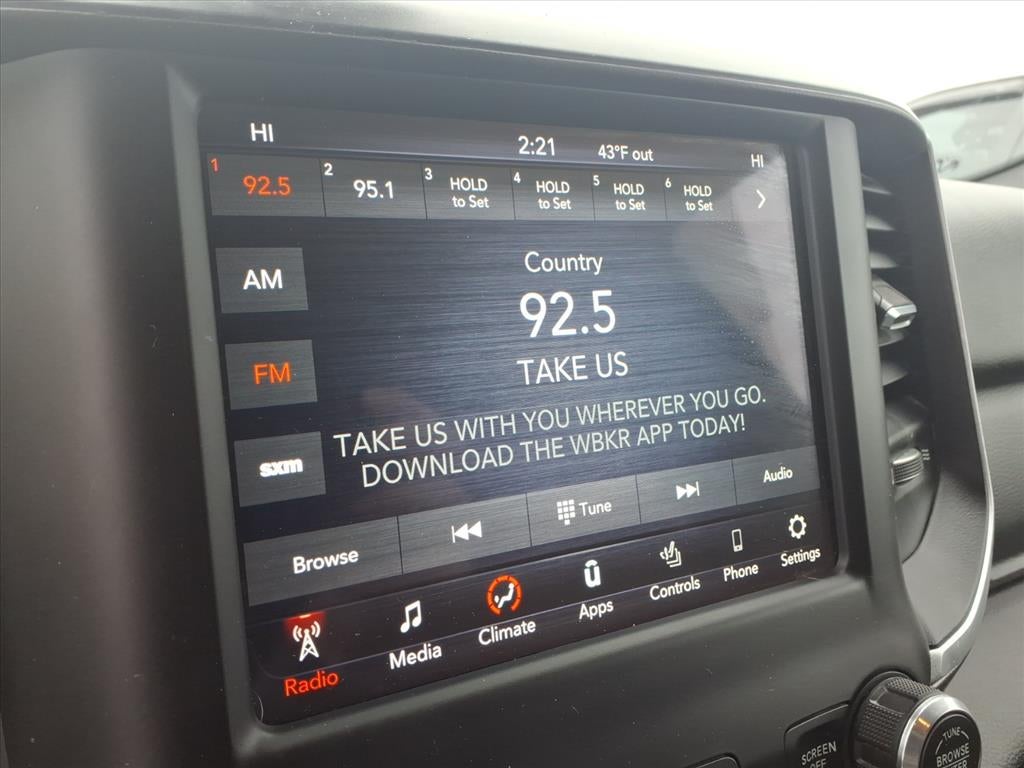 HI 2:21 43°F out HI
1 92.5 2 95.1 3 HOLD to Set 4 HOLD to Set 5 HOLD to Set 6 HOLD to Set
AM
FM
sxm
Country
92.5
TAKE US
TAKE US WITH YOU WHEREVER YOU GO.
DOWNLOAD THE WBKR APP TODAY!
Browse Tune Audio
Radio Media Climate Apps Controls Phone Settings
SCREEN
OFF
TUNE
BROWSE
ENTER